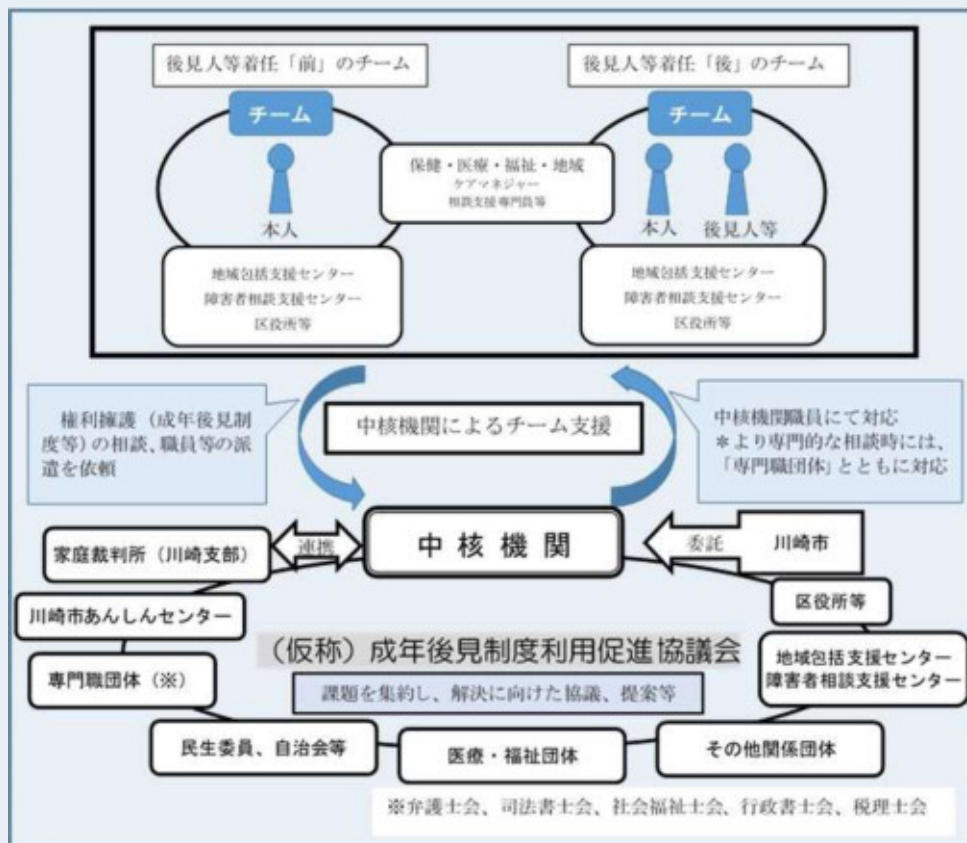 後見人等着任「前」のチーム
後見人等着任「後」のチーム
チーム
チーム
保健・医療・福祉・地域
ケアマネジャー
相談支援専門員等
本人
本人
後見人等
地域包括支援センター
障害者相談支援センター
区役所等
地域包括支援センター
障害者相談支援センター
区役所等
権利擁護(成年後見制
度等)の相談、職員等の派
遣を依頼
中核機関によるチーム支援
中核機関職員にて対応
*より専門的な相談時には、
「専門職団体」とともに対応
家庭裁判所(川崎支部)
連携
中核機関
委託
川崎市
川崎市あんしんセンター
区役所等
(仮称)成年後見制度利用促進協議会
専門職団体(※)
課題を集約し、解決に向けた協議、提案等
地域包括支援センター
障害者相談支援センター
民生委員、自治会等
医療・福祉団体
その他関係団体
※弁護士会、司法書士会、社会福祉士会、行政書士会、税理士会